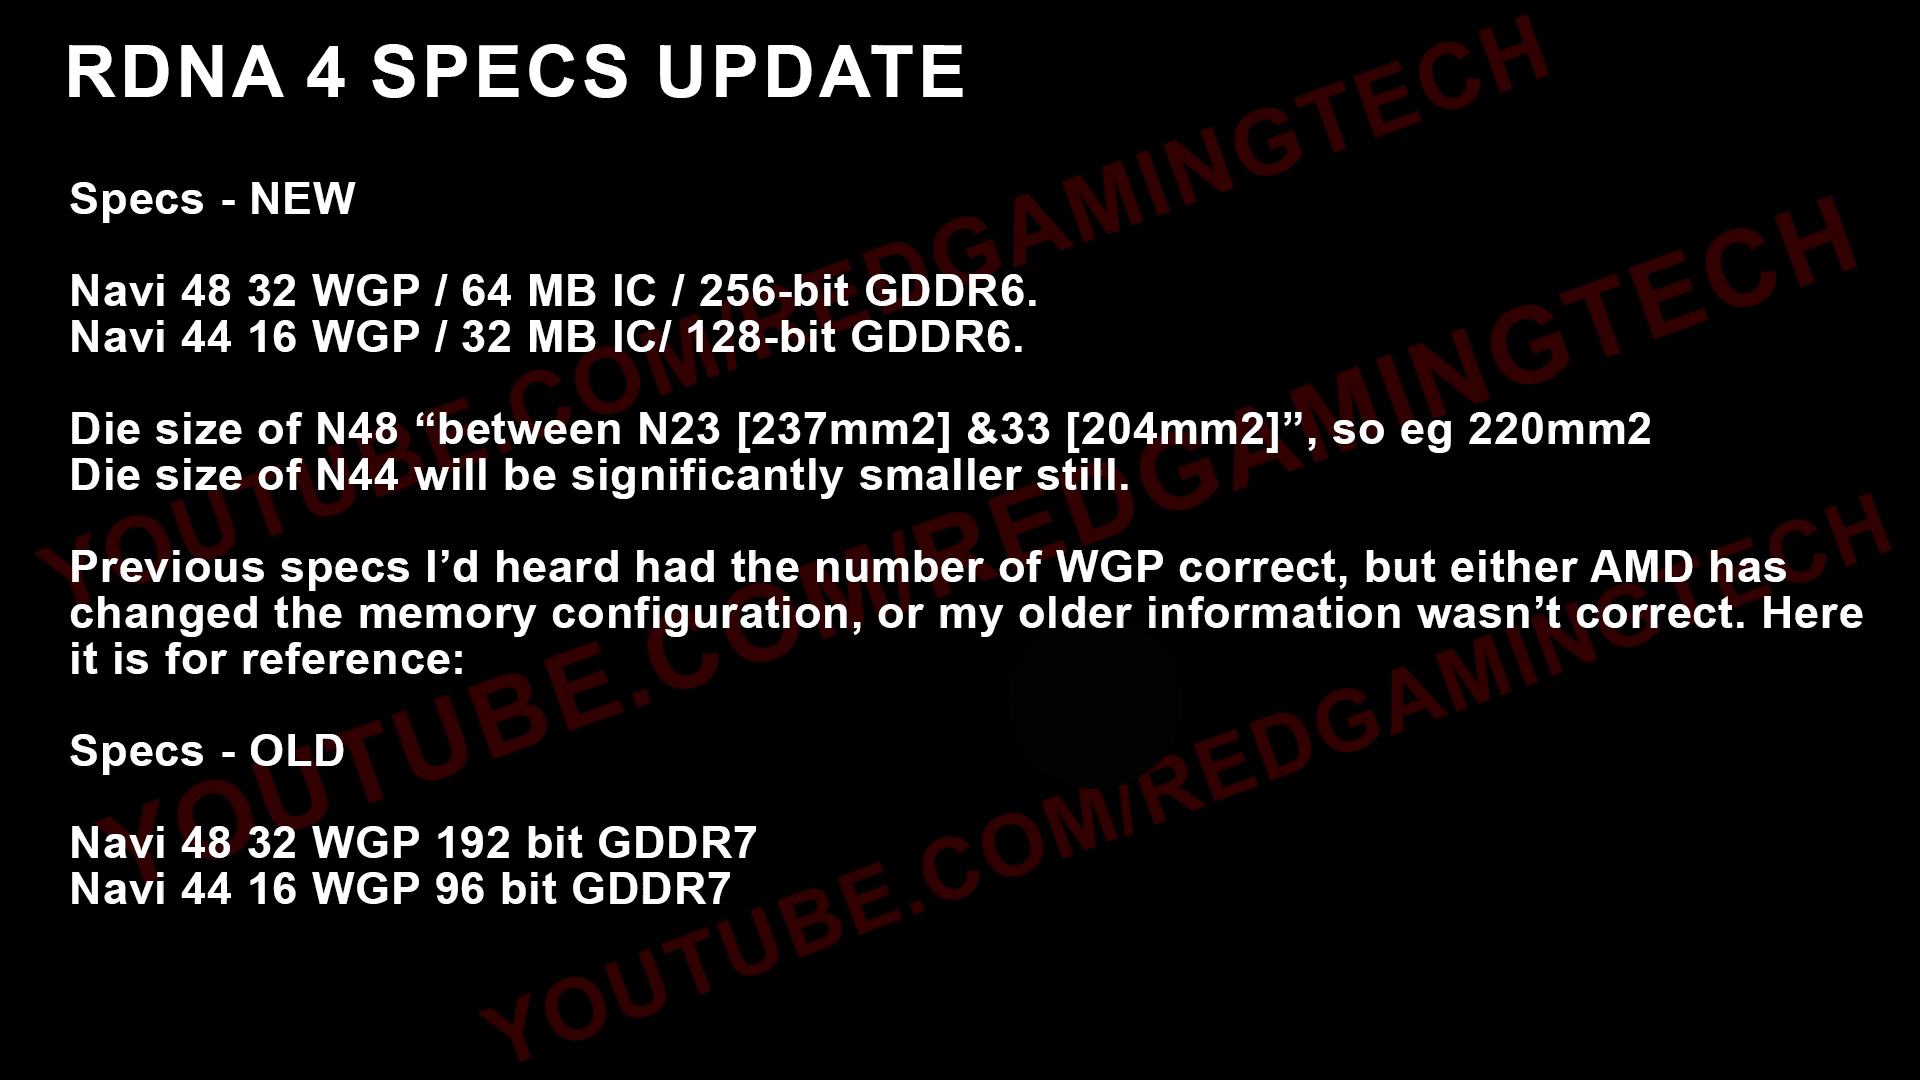 RDNA 4 SPECS UPDATE
Specs - NEW
Navi 48 32 WGP / 64 MB IC / 256-bit GDDR6.
Navi 44 16 WGP / 32 MB IC/ 128-bit GDDR6.
Die size of N48 “between N23 [237mm2] &33 [204mm2]”, so eg 220mm2
Die size of N44 will be significantly smaller still.
Previous specs I’d heard had the number of WGP correct, but either AMD has
changed the memory configuration, or my older information wasn’t correct. Here
it is for reference:
Specs - OLD
Navi 48 32 WGP 192 bit GDDR7
Navi 44 16 WGP 96 bit GDDR7
YOUTUBE.COM/REDGAMINGTECH
YOUTUBE.COM/REDGAMINGTECH
YOUTUBE.COM/REDGAMINGTECH